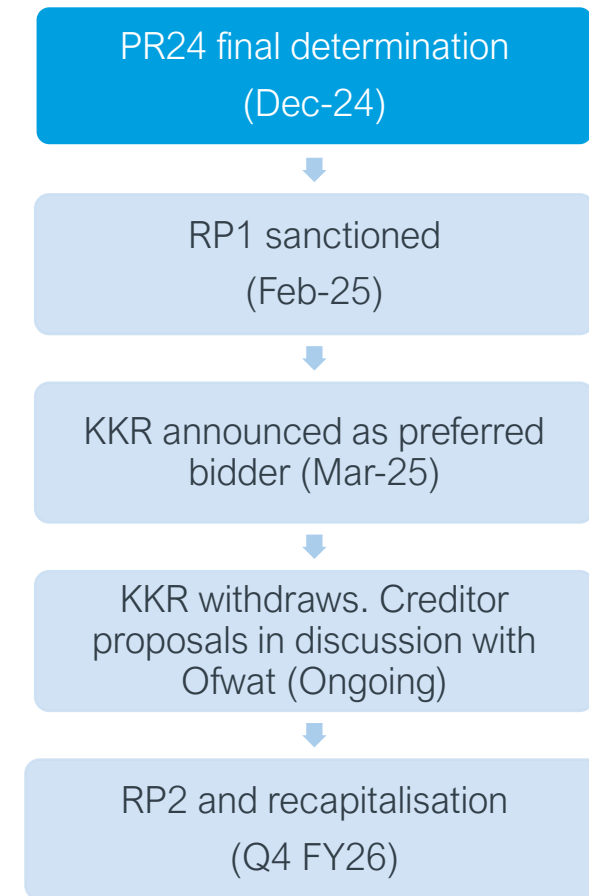 PR24 final determination
(Dec-24)
RP1 sanctioned
(Feb-25)
KKR announced as preferred
bidder (Mar-25)
KKR withdraws. Creditor
proposals in discussion with
Ofwat (Ongoing)
RP2 and recapitalisation
(Q4 FY26)